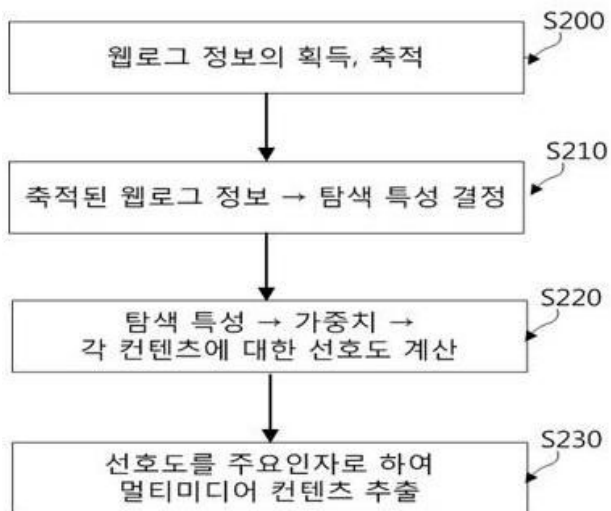 S200
웹로그 정보의 획득, 축적
S210
축적된 웹로그 정보 → 탐색 특성 결정
S220
탐색 특성 → 가중치 →
각 컨텐츠에 대한 선호도 계산
S230
선호도를 주요인자로 하여
멀티미디어 컨텐츠 추출